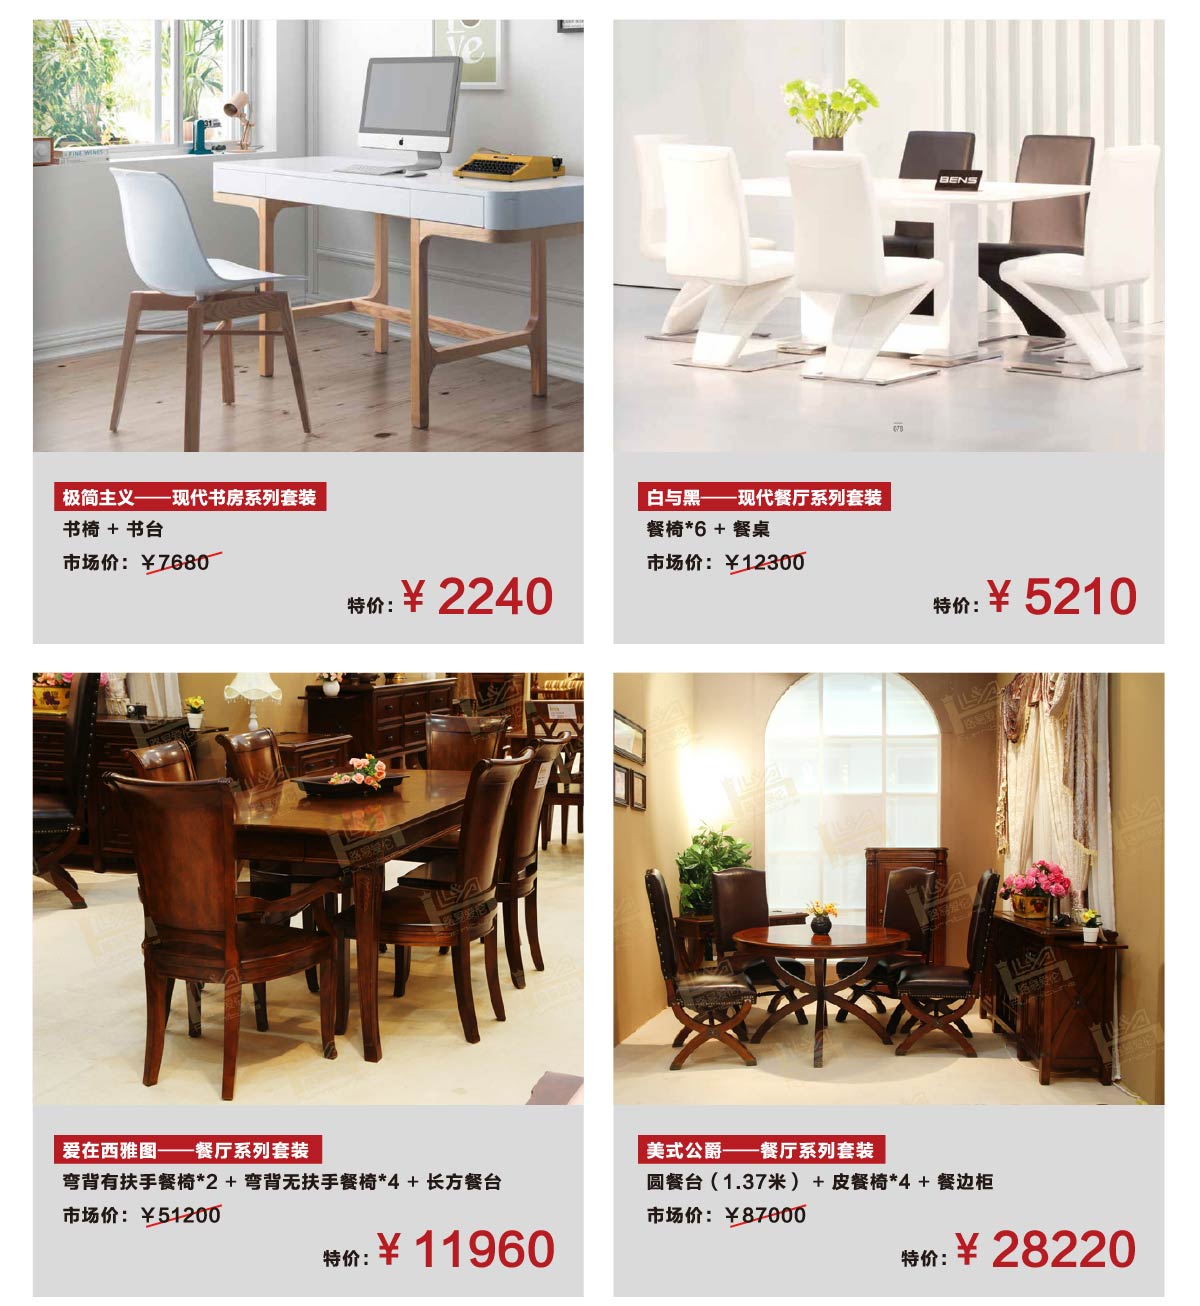 BENS
078
极简主义——现代书房系列套装
书椅 + 书台
市场价：￥7680
特价：￥ 2240
白与黑——现代餐厅系列套装
餐椅*6 + 餐桌
市场价：￥12300
特价：￥ 5210
爱在西雅图——餐厅系列套装
弯背有扶手餐椅*2 + 弯背无扶手餐椅*4 + 长方餐台
市场价：￥51200
特价：￥ 11960
美式公爵——餐厅系列套装
圆餐台（1.37米） + 皮餐椅*4 + 餐边柜
市场价：￥87000
特价：￥ 28220